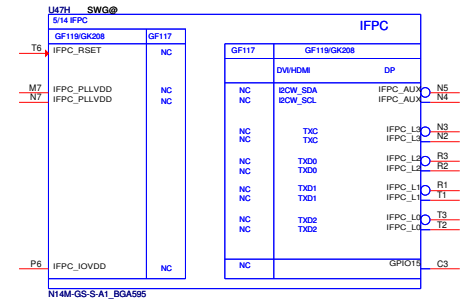 U47H SWG@
5/14 IFPC
IFPC
GF119/GK208 GF117
T6 IFPC_RSET NC
GF117 GF119/GK208
DVI/HDMI DP
M7 IFPC_PLLVDD NC
N7 IFPC_PLLVDD NC
NC I2CW_SDA IFPC_AUX N5
NC I2CW_SCL IFPC_AUX N4
NC TXC IFPC_L3 N3
NC TXC IFPC_L3 N2
NC TXD0 IFPC_L2 R3
NC TXD0 IFPC_L2 R2
NC TXD1 IFPC_L1 R1
NC TXD1 IFPC_L1 T1
NC TXD2 IFPC_L0 T3
NC TXD2 IFPC_L0 T2
P6 IFPC_IOVDD NC
NC GPIO15 C3
N14M-GS-S-A1_BGA595